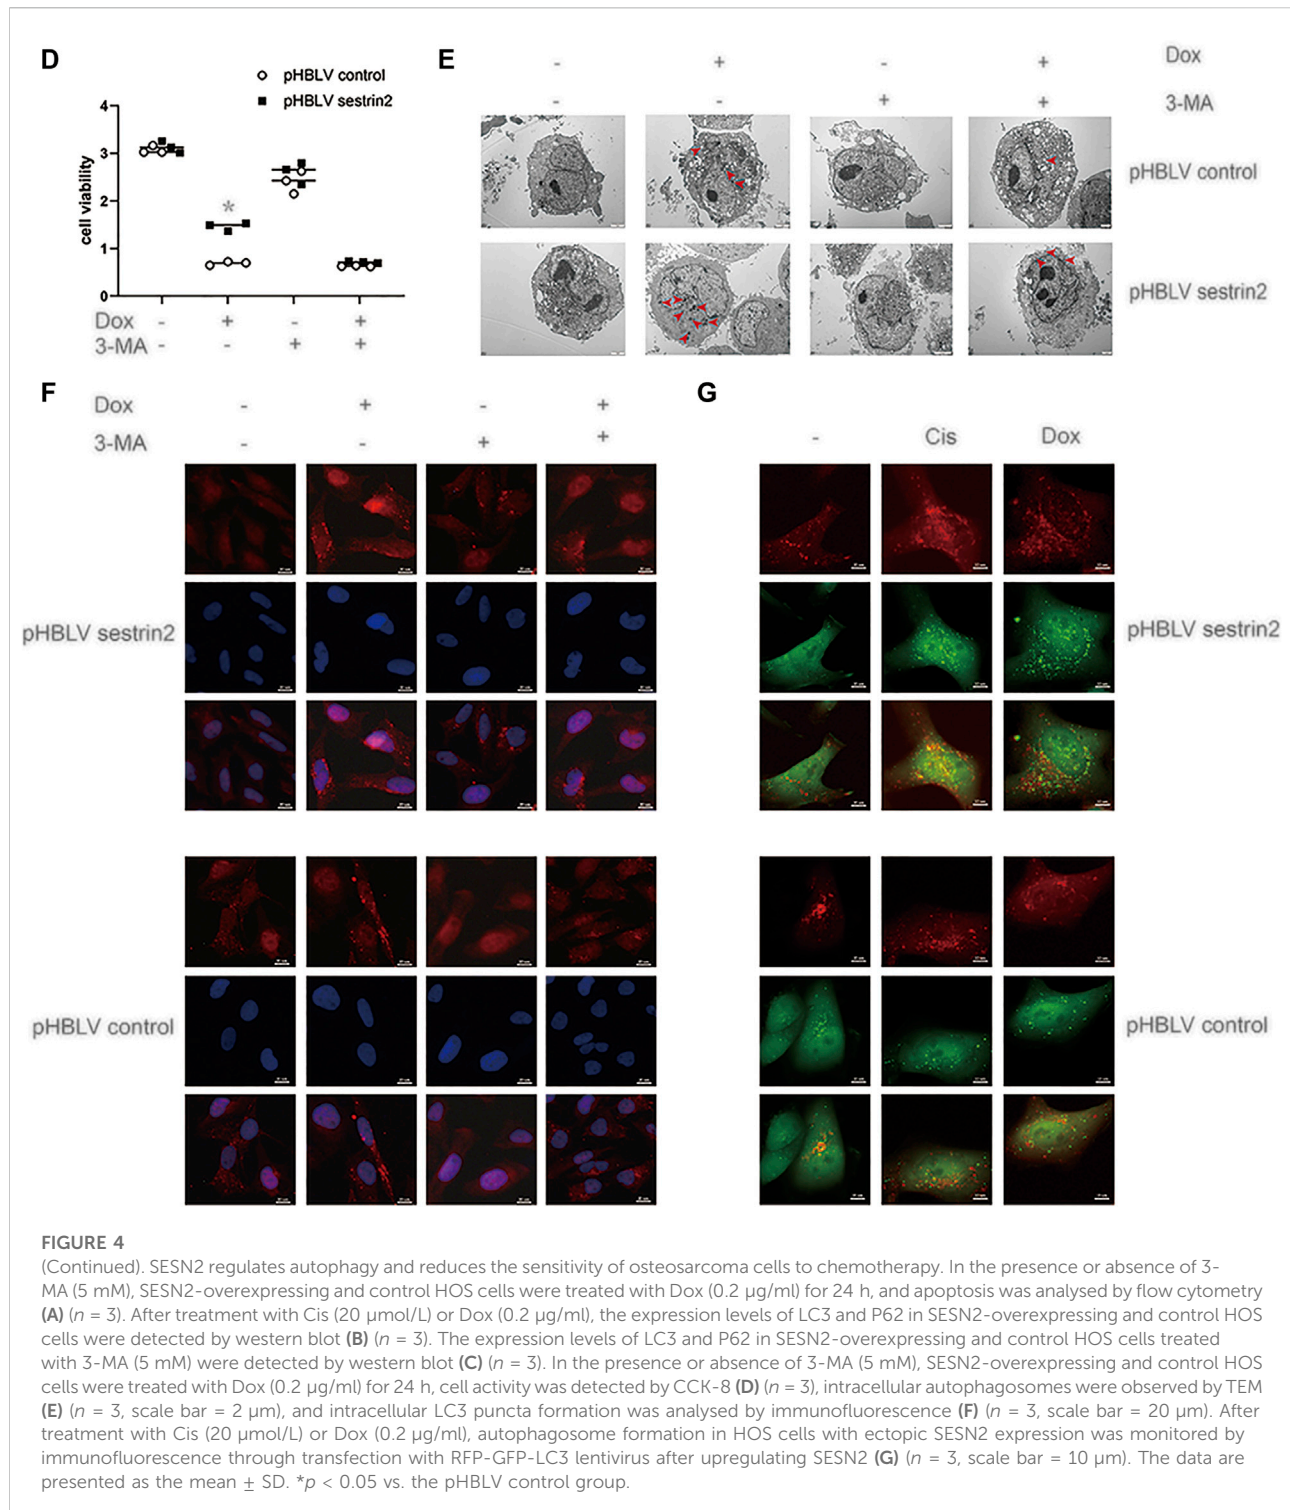 D
pHBLV control
pHBLV sestrin2
cell viability
4
3
2
1
0
*
Dox - + - +
3-MA - - + +
E
- + - + Dox
- - + + 3-MA
pHBLV control
pHBLV sestrin2
F
Dox - + - +
3-MA - - + +
pHBLV sestrin2
pHBLV control
G
- Cis Dox
pHBLV sestrin2
pHBLV control
FIGURE 4
(Continued). SESN2 regulates autophagy and reduces the sensitivity of osteosarcoma cells to chemotherapy. In the presence or absence of 3-
MA (5 mM), SESN2-overexpressing and control HOS cells were treated with Dox (0.2 μg/ml) for 24 h, and apoptosis was analysed by flow cytometry
(A) (n = 3). After treatment with Cis (20 μmol/L) or Dox (0.2 μg/ml), the expression levels of LC3 and P62 in SESN2-overexpressing and control HOS
cells were detected by western blot (B) (n = 3). The expression levels of LC3 and P62 in SESN2-overexpressing and control HOS cells treated
with 3-MA (5 mM) were detected by western blot (C) (n = 3). In the presence or absence of 3-MA (5 mM), SESN2-overexpressing and control HOS
cells were treated with Dox (0.2 μg/ml) for 24 h, cell activity was detected by CCK-8 (D) (n = 3), intracellular autophagosomes were observed by TEM
(E) (n = 3, scale bar = 2 μm), and intracellular LC3 puncta formation was analysed by immunofluorescence (F) (n = 3, scale bar = 20 μm). After
treatment with Cis (20 μmol/L) or Dox (0.2 μg/ml), autophagosome formation in HOS cells with ectopic SESN2 expression was monitored by
immunofluorescence through transfection with RFP-GFP-LC3 lentivirus after upregulating SESN2 (G) (n = 3, scale bar = 10 μm). The data are
presented as the mean ± SD. *p < 0.05 vs. the pHBLV control group.